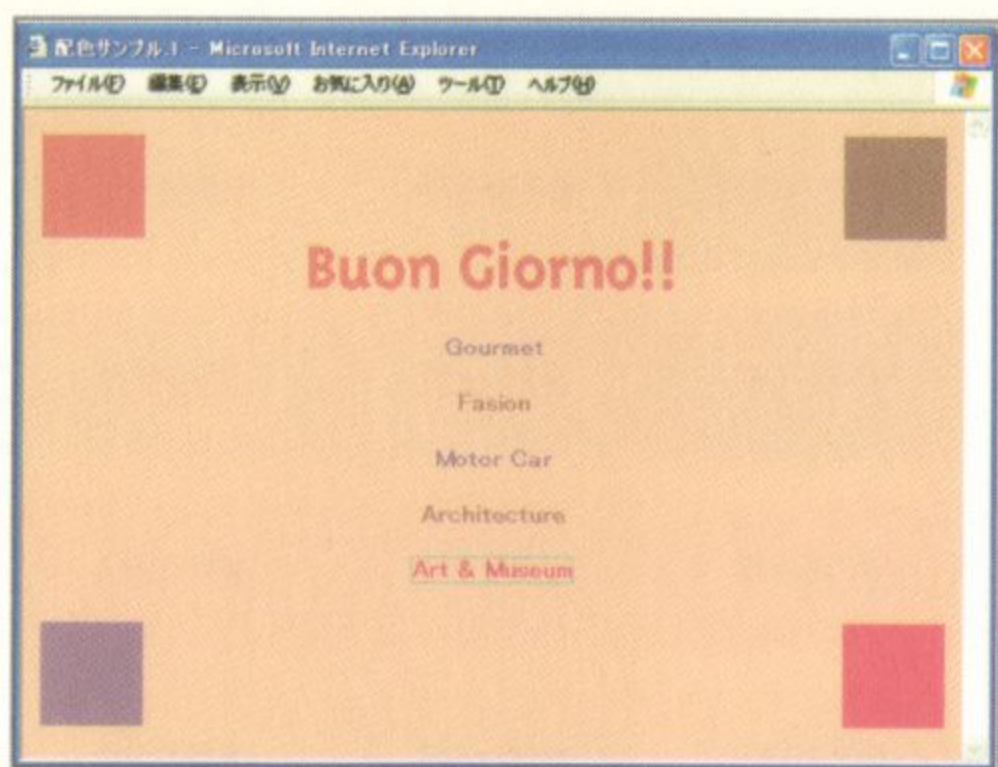 配色サンプル.1 - Microsoft Internet Explorer
ファイル(F) 編集(E) 表示(V) お気に入り(A) ツール(T) ヘルプ(H)
Buon Giorno!!
Gourmet
Fasion
Motor Car
Architecture
Art & Museum